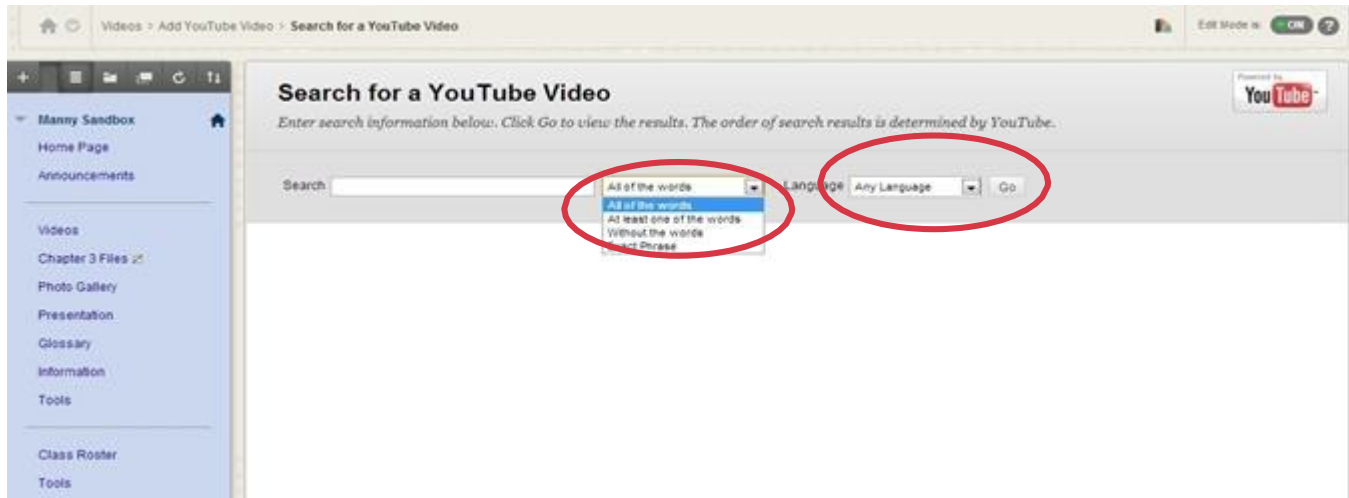 Videos > Add YouTube Video > Search for a YouTube Video
Edit Mode is: ON ?
Manny Sandbox
Home Page
Announcements
Videos
Chapter 3 Files
Photo Gallery
Presentation
Glossary
Information
Tools
Class Roster
Tools
Search for a YouTube Video
Powered by
YouTube
Enter search information below. Click Go to view the results. The order of search results is determined by YouTube.
Search All of the words Language Any Language Go
All of the words
At least one of the words
Without the words
Exact Phrase